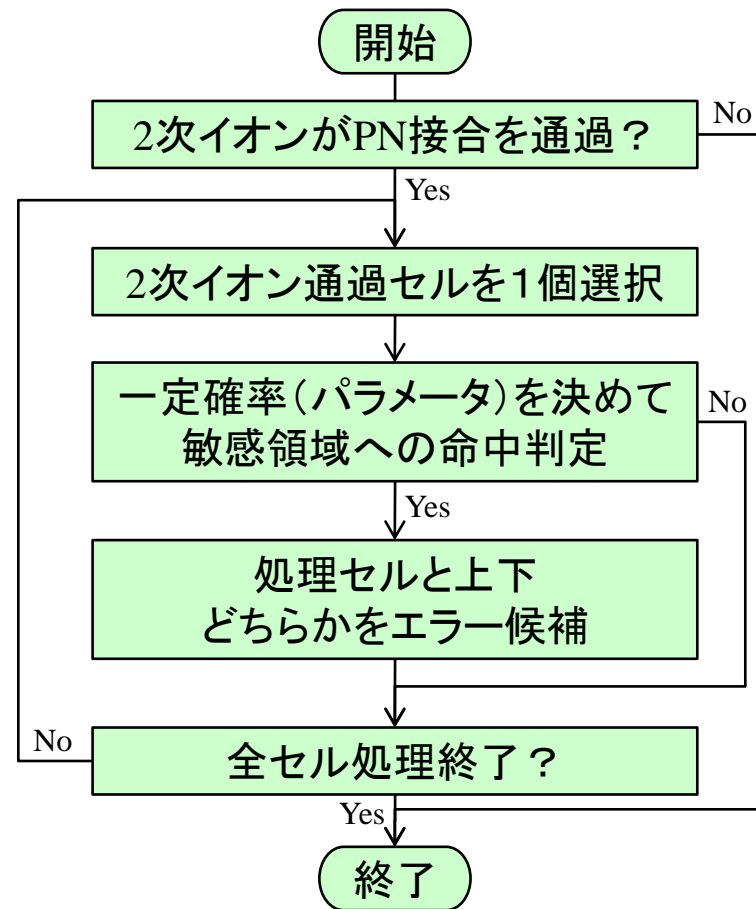 開始
2次イオンがPN接合を通過？
No
Yes
2次イオン通過セルを１個選択
一定確率（パラメータ）を決めて
敏感領域への命中判定
No
Yes
処理セルと上下
どちらかをエラー候補
No
全セル処理終了？
Yes
終了